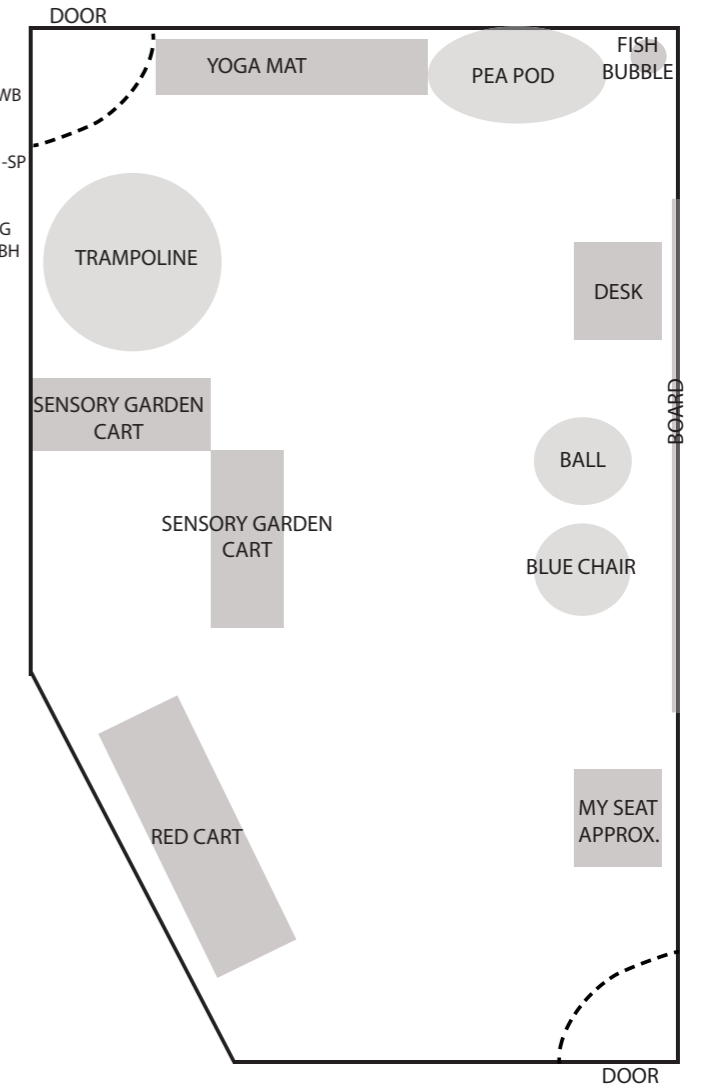 DOOR
YOGA MAT
PEA POD
FISH
BUBBLE
WB
-SP
G
BH
TRAMPOLINE
DESK
BOARD
SENSORY GARDEN
CART
BALL
SENSORY GARDEN
CART
BLUE CHAIR
MY SEAT
APPROX.
RED CART
DOOR